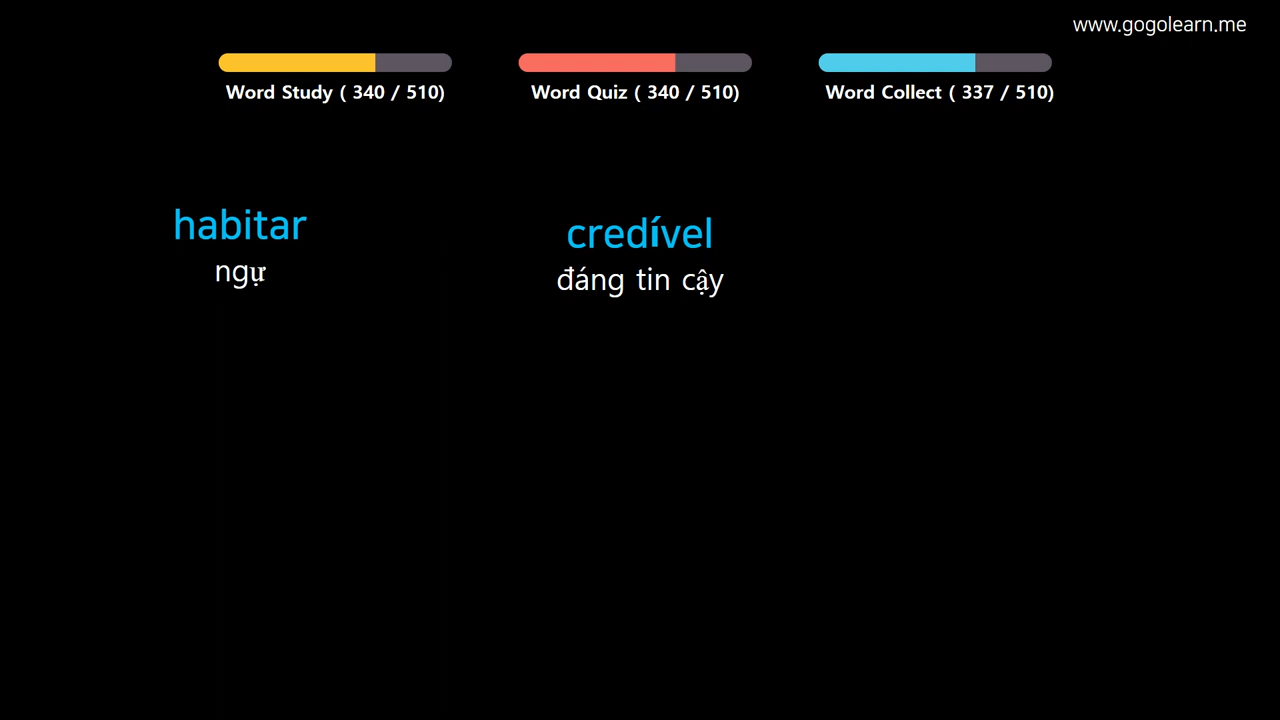 www.gogolearn.me
Word Study ( 340 / 510)
Word Quiz ( 340 / 510)
Word Collect ( 337 / 510)
habitar
ngự
credível
đáng tin cậy